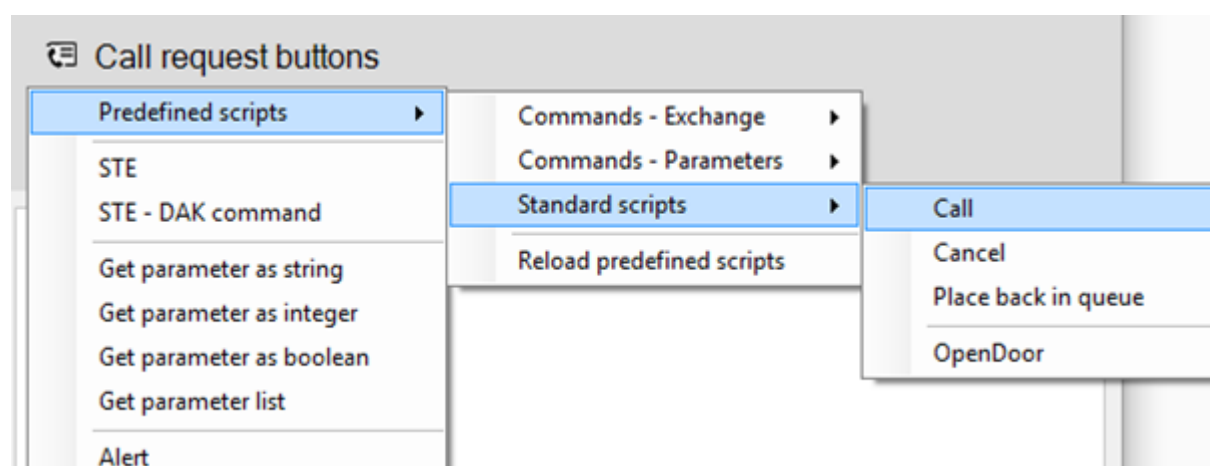 Call request buttons
Predefined scripts
STE
STE - DAK command
Get parameter as string
Get parameter as integer
Get parameter as boolean
Get parameter list
Alert
Commands - Exchange
Commands - Parameters
Standard scripts
Reload predefined scripts
Call
Cancel
Place back in queue
OpenDoor